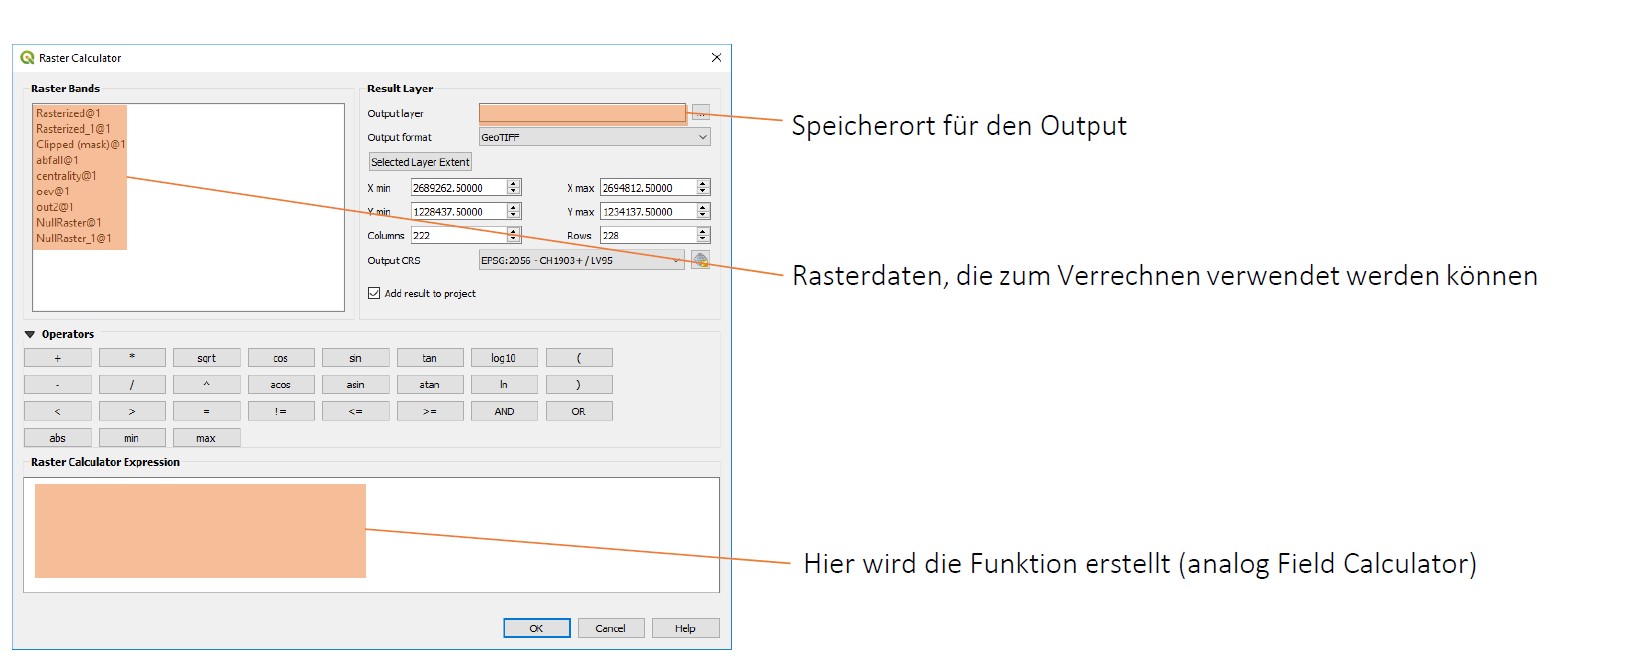 Raster Calculator
Raster Bands
Rasterized@1
Rasterized_1@1
Clipped (mask)@1
abfall@1
centrality@1
oev@1
out2@1
NullRaster@1
NullRaster_1@1
Result Layer
Output layer
...
Output format GeoTIFF
Selected Layer Extent
X min 2689262.50000 X max 2694812.50000
Y min 1228437.50000 Y max 1234137.50000
Columns 222 Rows 228
Output CRS EPSG:2056 - CH1903+ / LV95
Add result to project
Operators
+ * sqrt cos sin tan log10 (
- / ^ acos asin atan ln )
< > = != <= >= AND OR
abs min max
Raster Calculator Expression
OK Cancel Help
Speicherort für den Output
Rasterdaten, die zum Verrechnen verwendet werden können
Hier wird die Funktion erstellt (analog Field Calculator)